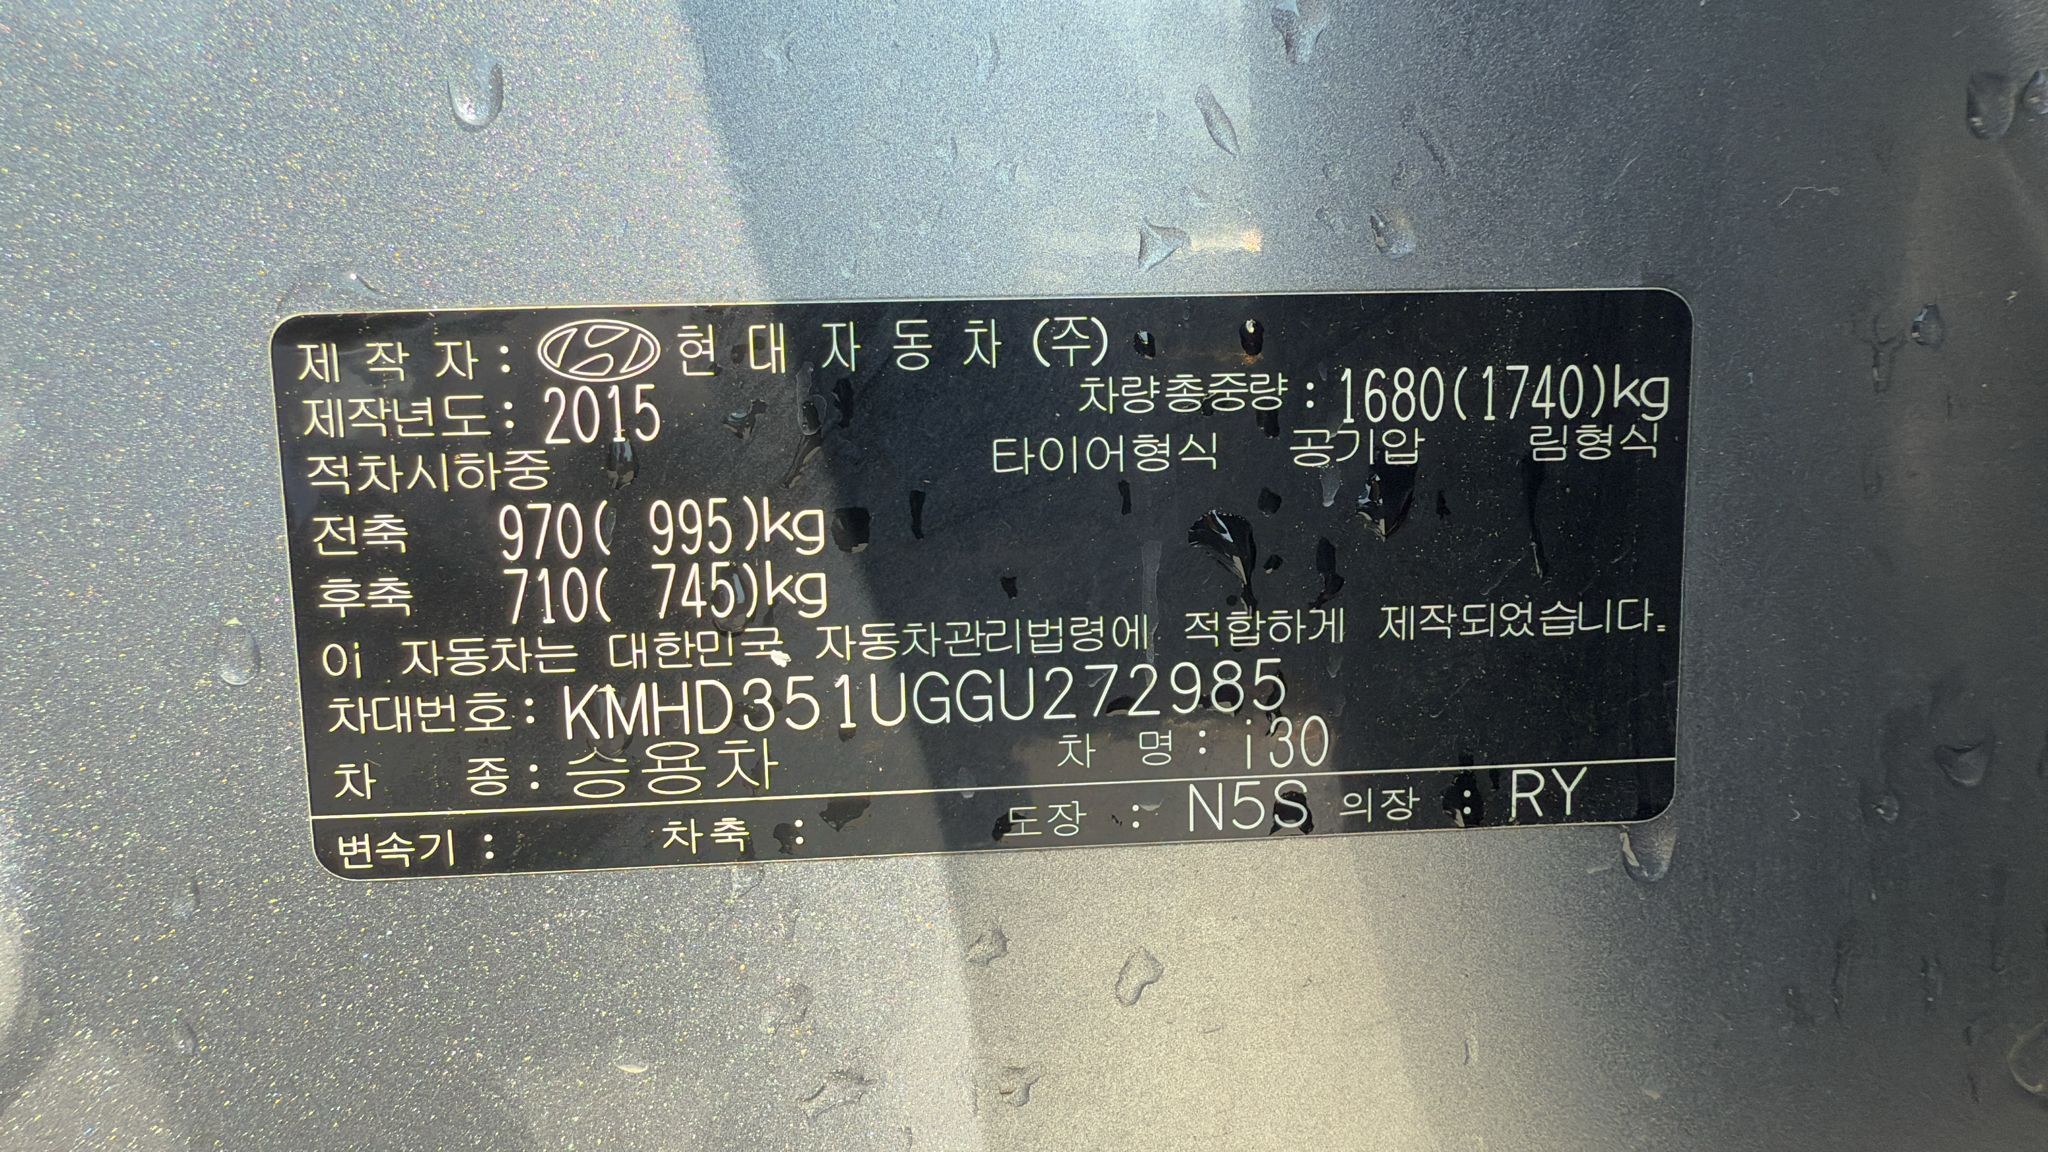 제 작 자 : 현 대 자 동 차 (주)
제작년도 : 2015 차량총중량 : 1680(1740)kg
적차시하중 타이어형식 공기압 림형식
전축 970( 995)kg
후축 710( 745)kg
이 자동차는 대한민국 자동차관리법령에 적합하게 제작되었습니다.
차대번호 : KMHD351UGGU272985
차 종 : 승용차 차 명 : i30
변속기 : 차축 : 도장 : N5S 의장 : RY